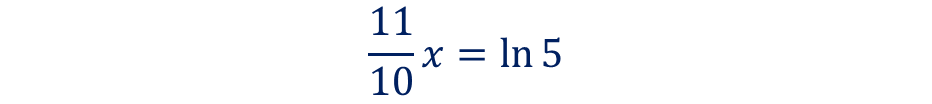 11/10 x = ln 5